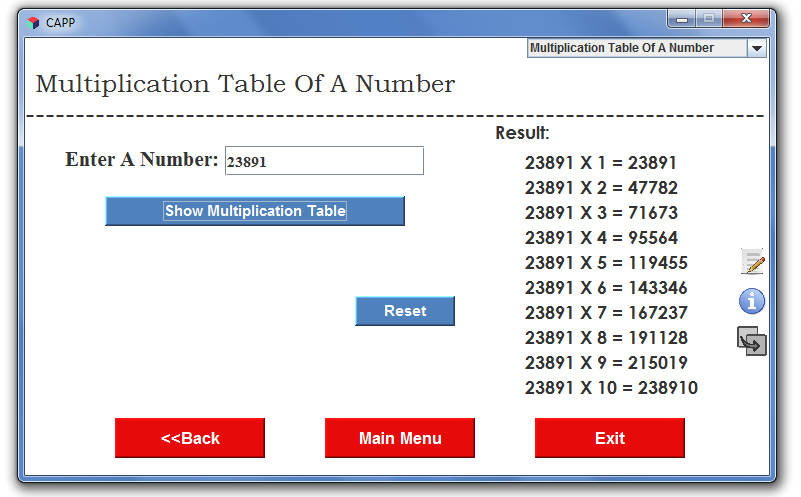 CAPP
Multiplication Table Of A Number
Multiplication Table Of A Number
Enter A Number: 23891
Show Multiplication Table
Reset
Result:
23891 X 1 = 23891
23891 X 2 = 47782
23891 X 3 = 71673
23891 X 4 = 95564
23891 X 5 = 119455
23891 X 6 = 143346
23891 X 7 = 167237
23891 X 8 = 191128
23891 X 9 = 215019
23891 X 10 = 238910
<<Back
Main Menu
Exit